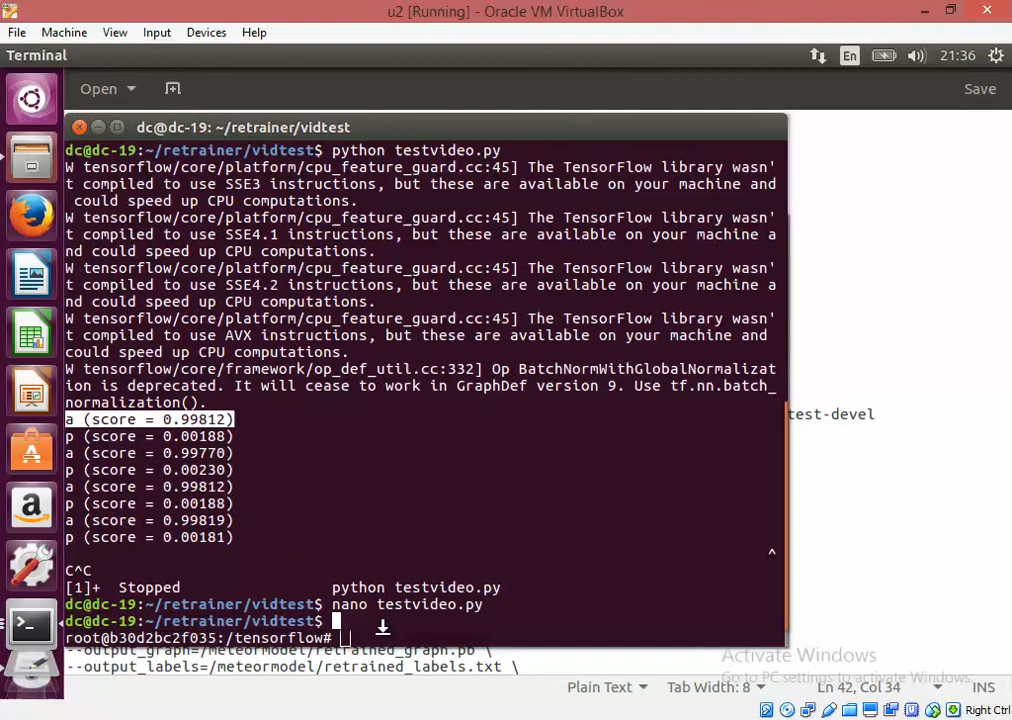 u2 [Running] - Oracle VM VirtualBox
File Machine View Input Devices Help
Terminal En 21:36
Open Save
dc@dc-19: ~/retrainer/vidtest
dc@dc-19:~/retrainer/vidtest$ python testvideo.py
W tensorflow/core/platform/cpu_feature_guard.cc:45] The TensorFlow library wasn'
t compiled to use SSE3 instructions, but these are available on your machine and
 could speed up CPU computations.
W tensorflow/core/platform/cpu_feature_guard.cc:45] The TensorFlow library wasn'
t compiled to use SSE4.1 instructions, but these are available on your machine a
nd could speed up CPU computations.
W tensorflow/core/platform/cpu_feature_guard.cc:45] The TensorFlow library wasn'
t compiled to use SSE4.2 instructions, but these are available on your machine a
nd could speed up CPU computations.
W tensorflow/core/platform/cpu_feature_guard.cc:45] The TensorFlow library wasn'
t compiled to use AVX instructions, but these are available on your machine and
could speed up CPU computations.
W tensorflow/core/framework/op_def_util.cc:332] Op BatchNormWithGlobalNormalizat
ion is deprecated. It will cease to work in GraphDef version 9. Use tf.nn.batch_
normalization().
a (score = 0.99812)
test-devel
p (score = 0.00188)
a (score = 0.99770)
p (score = 0.00230)
a (score = 0.99812)
p (score = 0.00188)
a (score = 0.99819)
p (score = 0.00181)
^
C^C
[1]+  Stopped                 python testvideo.py
dc@dc-19:~/retrainer/vidtest$ nano testvideo.py
dc@dc-19:~/retrainer/vidtest$
root@b30d2bc2f035:/tensorflow#
--output_graph=/meteormodel/retrained_graph.pb \
--output_labels=/meteormodel/retrained_labels.txt \
Activate Windows
Go to PC settings to activate Windows.
Plain Text Tab Width: 8 Ln 42, Col 34 INS
Right Ctrl